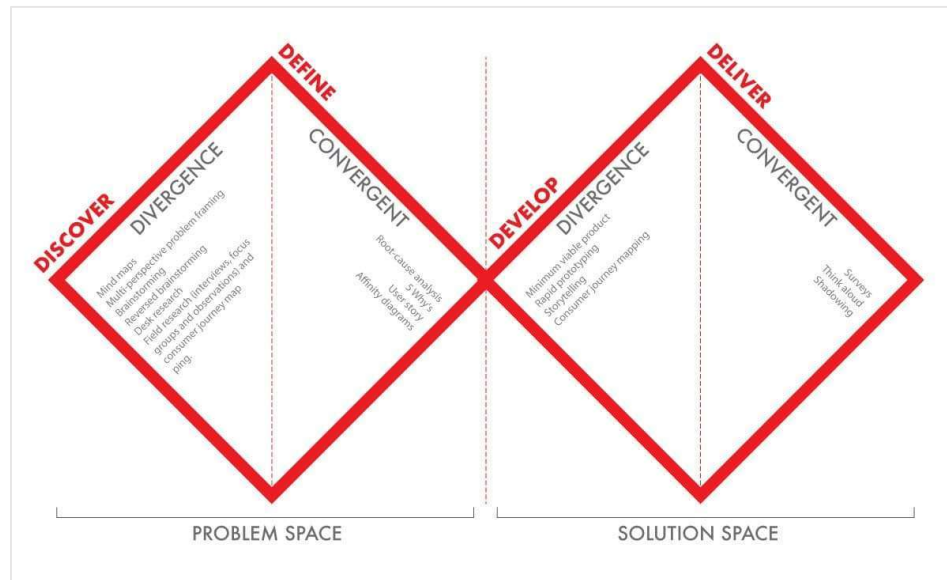 DISCOVER
DIVERGENCE
Mind maps
Multi-perspective problem framing
Brainstorming
Reversed brainstorming
Desk research
Field research (interviews, focus
groups and observations) and
consumer journey map
ping.
DEFINE
CONVERGENT
Root-cause analysis
5 Why's
User story
Affinity diagrams
DEVELOP
DIVERGENCE
Minimum viable product
Rapid prototyping
Storytelling
Consumer journey mapping
DELIVER
CONVERGENT
Surveys
Think aloud
Shadowing
PROBLEM SPACE
SOLUTION SPACE